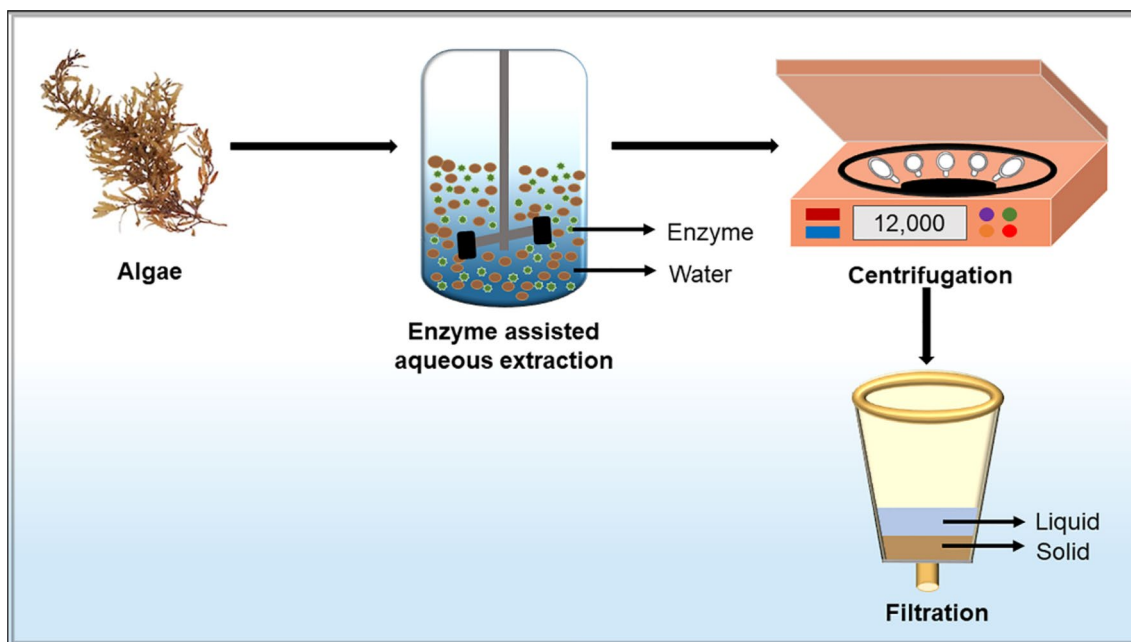 Algae
Enzyme
Water
Enzyme assisted
aqueous extraction
12,000
Centrifugation
Liquid
Solid
Filtration